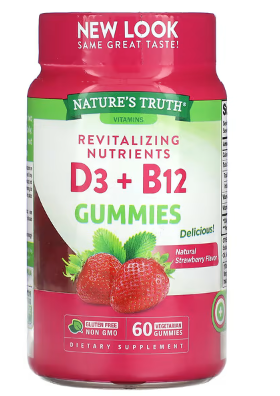 NEW LOOK
SAME GREAT TASTE!
NATURE'S TRUTH®
VITAMINS
REVITALIZING
NUTRIENTS
D3 + B12
GUMMIES
Delicious!
Natural
Strawberry Flavor
GLUTEN FREE
NON GMO
60 VEGETARIAN
GUMMIES
DIETARY SUPPLEMENT